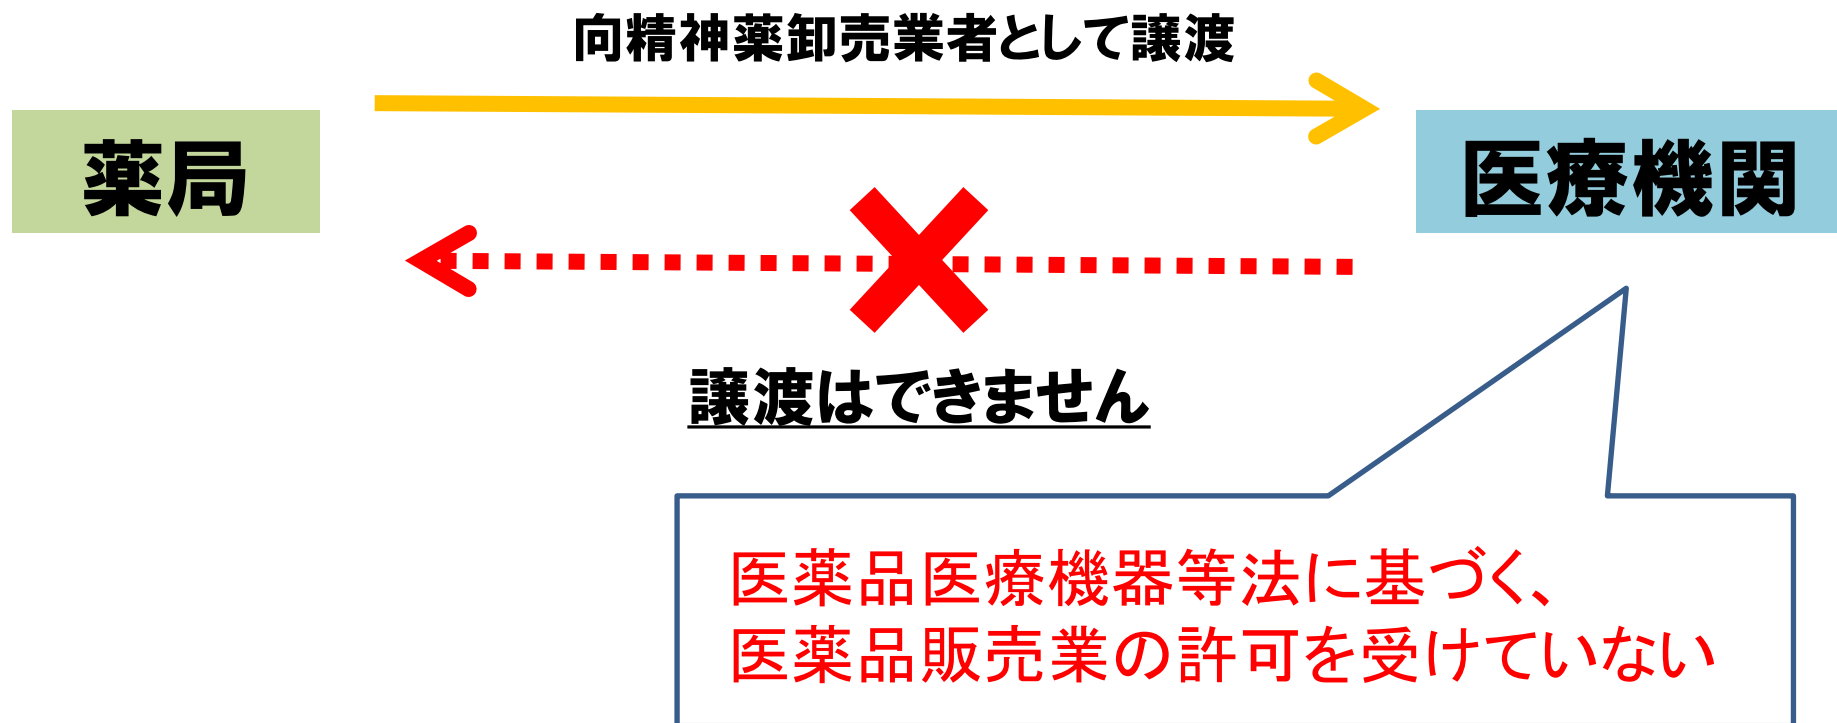 向精神薬卸売業者として譲渡
薬局
医療機関
譲渡はできません
医薬品医療機器等法に基づく、
医薬品販売業の許可を受けていない